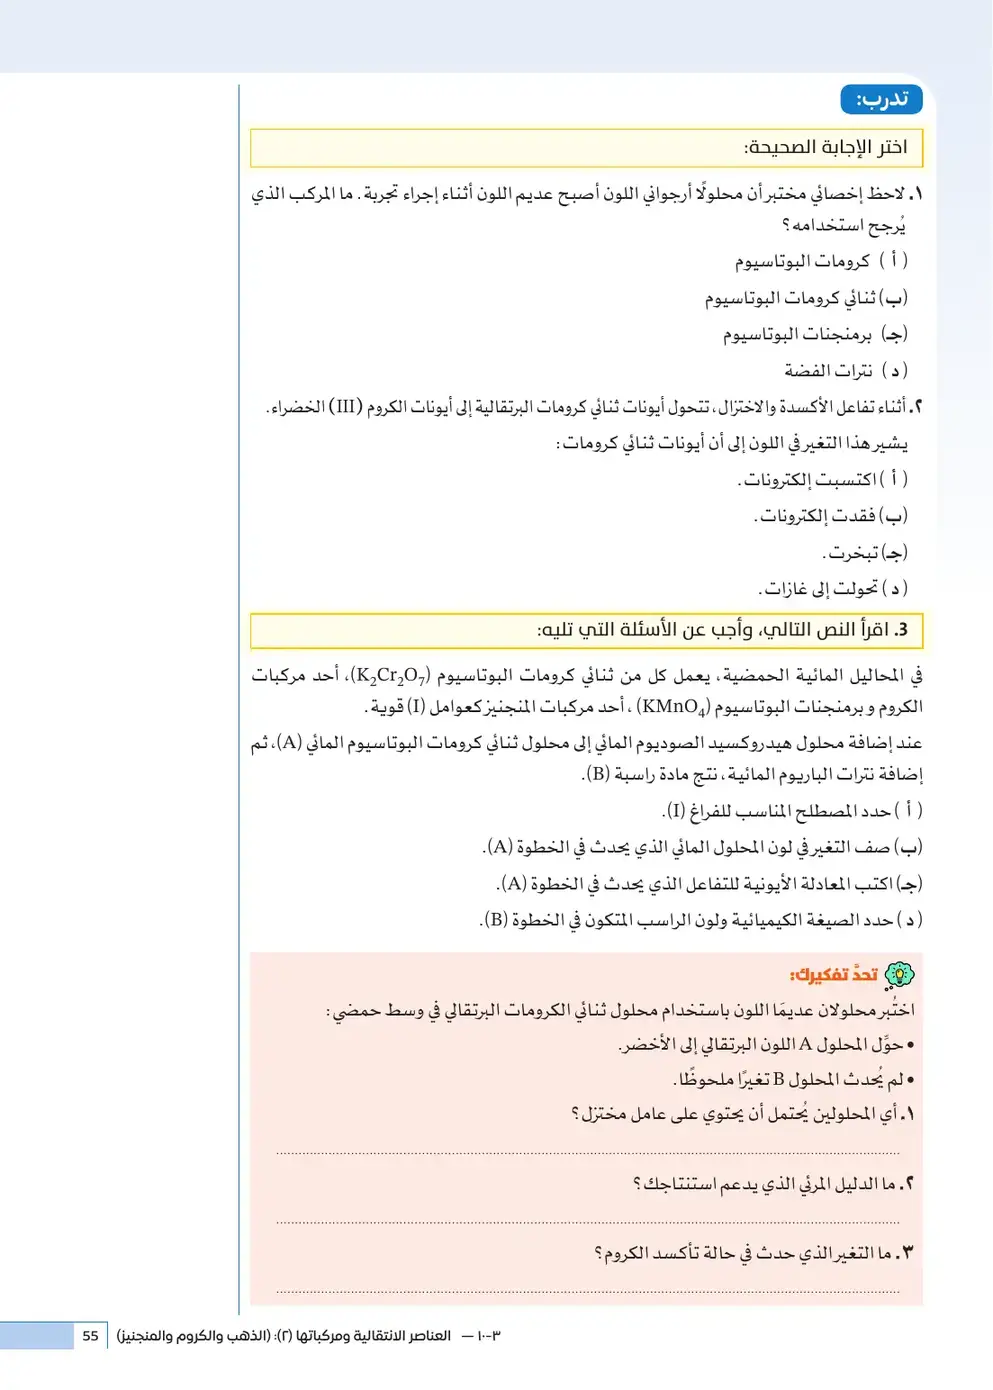 تدرب:
اختر الإجابة الصحيحة:
١. لاحظ إخصائي مختبر أن محلولًا أرجواني اللون أصبح عديم اللون أثناء إجراء تجربة. ما المركب الذي
يُرجح استخدامه؟
( أ ) كرومات البوتاسيوم
(ب) ثنائي كرومات البوتاسيوم
(جـ) برمنجنات البوتاسيوم
( د ) نترات الفضة
٢. أثناء تفاعل الأكسدة والاختزال، تتحول أيونات ثنائي كرومات البرتقالية إلى أيونات الكروم (III) الخضراء.
يشير هذا التغير في اللون إلى أن أيونات ثنائي كرومات:
( أ ) اكتسبت إلكترونات.
(ب) فقدت إلكترونات.
(جـ) تبخرت.
( د ) تحولت إلى غازات.
3. اقرأ النص التالي، وأجب عن الأسئلة التي تليه:
في المحاليل المائية الحمضية، يعمل كل من ثنائي كرومات البوتاسيوم (K₂Cr₂O₇)، أحد مركبات
الكروم و برمنجنات البوتاسيوم (KMnO₄) ، أحد مركبات المنجنيز كعوامل (I) قوية.
عند إضافة محلول هيدروكسيد الصوديوم المائي إلى محلول ثنائي كرومات البوتاسيوم المائي (A)، ثم
إضافة نترات الباريوم المائية، نتج مادة راسبة (B).
( أ ) حدد المصطلح المناسب للفراغ (I).
(ب) صف التغير في لون المحلول المائي الذي يحدث في الخطوة (A).
(جـ) اكتب المعادلة الأيونية للتفاعل الذي يحدث في الخطوة (A).
( د ) حدد الصيغة الكيميائية ولون الراسب المتكون في الخطوة (B).
تحدَّ تفكيرك:
اختُبر محلولان عديمَا اللون باستخدام محلول ثنائي الكرومات البرتقالي في وسط حمضي:
• حوِّل المحلول A اللون البرتقالي إلى الأخضر.
• لم يُحدث المحلول B تغيرًا ملحوظًا.
١. أي المحلولين يُحتمل أن يحتوي على عامل مختزل؟
٢. ما الدليل المرئي الذي يدعم استنتاجك؟
٣. ما التغير الذي حدث في حالة تأكسد الكروم؟
٣-١٠ — العناصر الانتقالية ومركباتها (٢): (الذهب والكروم والمنجنيز) 55